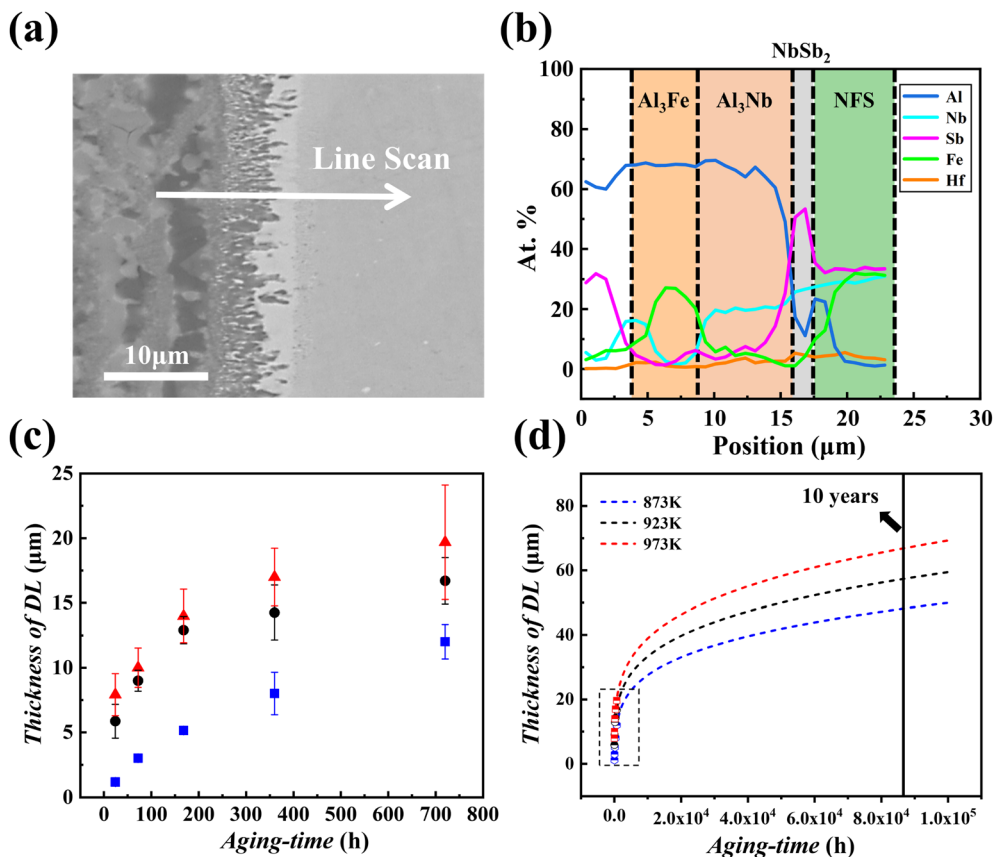 (a)
Line Scan
10μm
(b)
NbSb₂
Al₃Fe
Al₃Nb
NFS
Al
Nb
Sb
Fe
Hf
100
80
60
40
20
0
At. %
0 5 10 15 20 25 30
Position (μm)
(c)
25
20
15
10
5
0
Thickness of DL (μm)
0 100 200 300 400 500 600 700 800
Aging-time (h)
(d)
10 years
873K
923K
973K
80
60
40
20
0
Thickness of DL (μm)
0.0 2.0x10⁴ 4.0x10⁴ 6.0x10⁴ 8.0x10⁴ 1.0x10⁵
Aging-time (h)